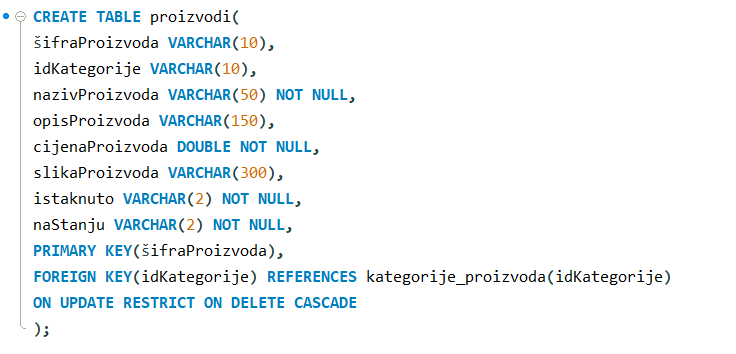 CREATE TABLE proizvodi(
šifraProizvoda VARCHAR(10),
idKategorije VARCHAR(10),
nazivProizvoda VARCHAR(50) NOT NULL,
opisProizvoda VARCHAR(150),
cijenaProizvoda DOUBLE NOT NULL,
slikaProizvoda VARCHAR(300),
istaknuto VARCHAR(2) NOT NULL,
naStanju VARCHAR(2) NOT NULL,
PRIMARY KEY(šifraProizvoda),
FOREIGN KEY(idKategorije) REFERENCES kategorije_proizvoda(idKategorije)
ON UPDATE RESTRICT ON DELETE CASCADE
);